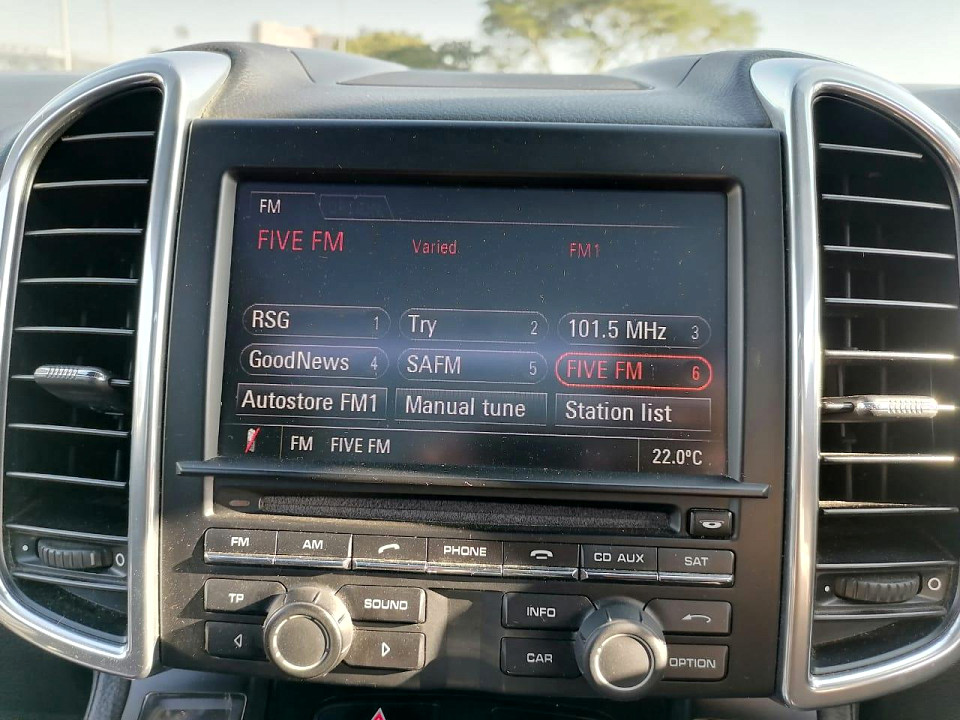 FM
FIVE FM Varied FM1
RSG 1 Try 2 101.5 MHz 3
GoodNews 4 SAFM 5 FIVE FM 6
Autostore FM1 Manual tune Station list
FM FIVE FM 22.0ºC
FM AM PHONE CD AUX SAT
TP SOUND INFO
CAR OPTION